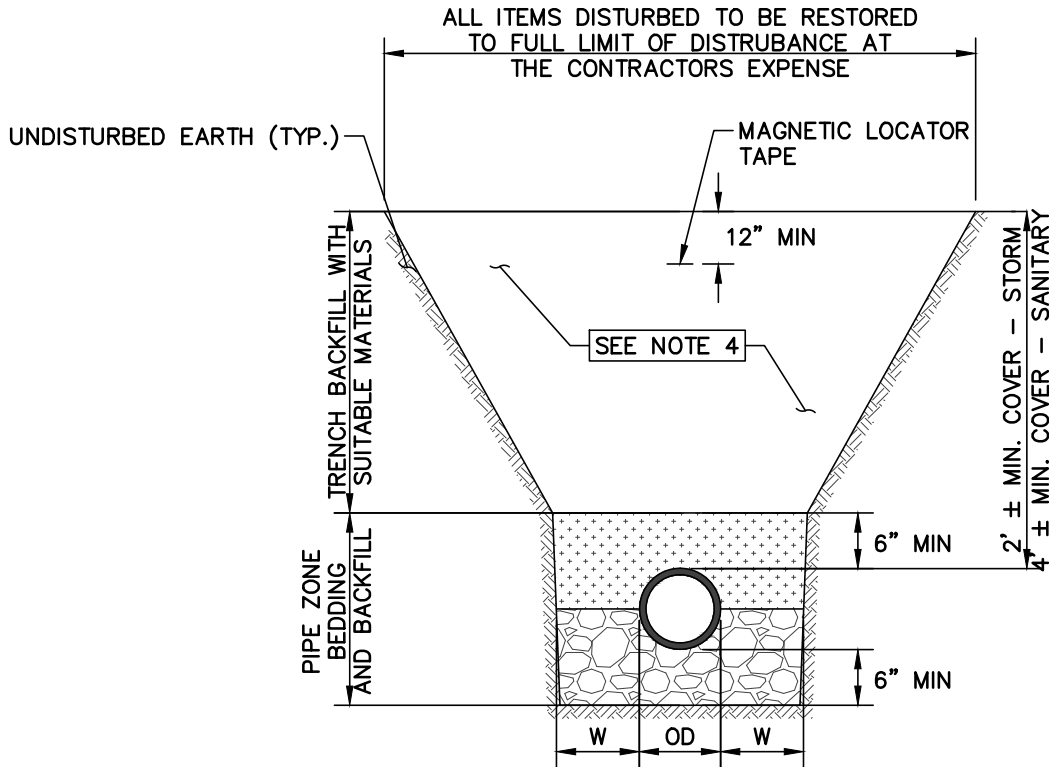 ALL ITEMS DISTURBED TO BE RESTORED
TO FULL LIMIT OF DISTRUBANCE AT
THE CONTRACTORS EXPENSE
UNDISTURBED EARTH (TYP.)
MAGNETIC LOCATOR
TAPE
12" MIN
TRENCH BACKFILL WITH
SUITABLE MATERIALS
SEE NOTE 4
2' ± MIN. COVER - STORM
4' ± MIN. COVER - SANITARY
6" MIN
PIPE ZONE
BEDDING
AND BACKFILL
6" MIN
W
OD
W